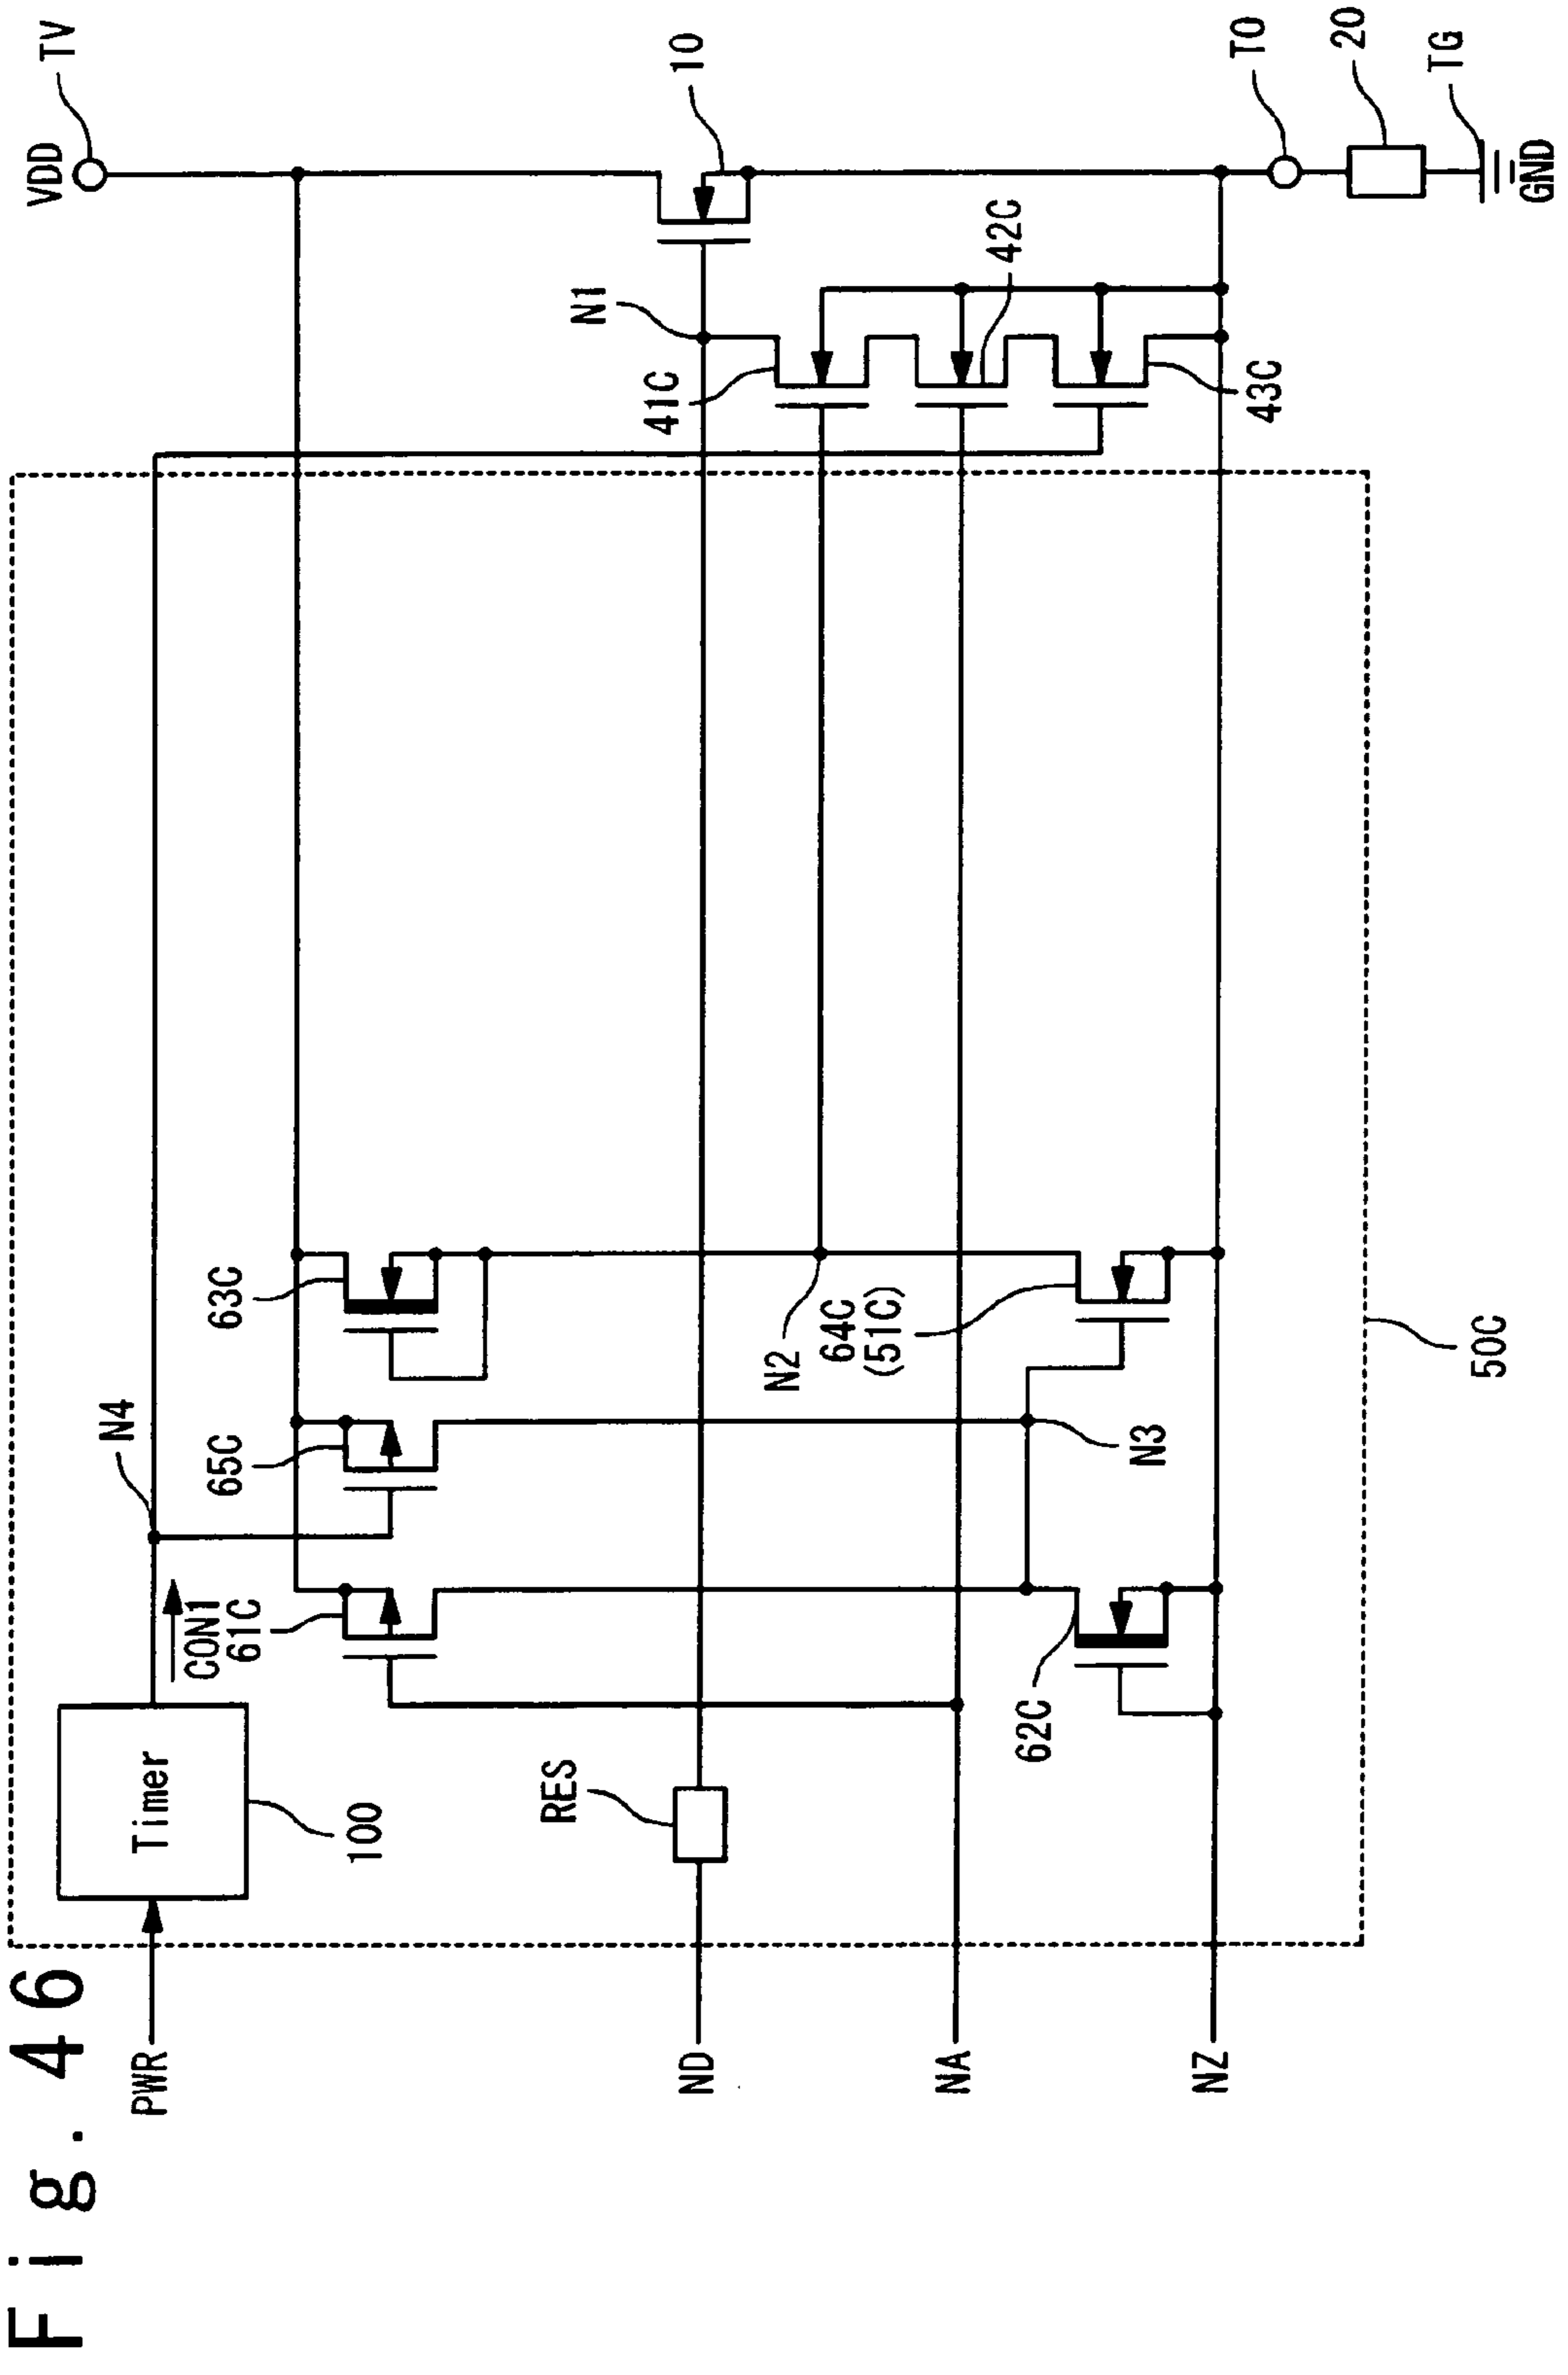 Fig. 46
PWR
Timer
100
CON1
N4
61C
65C
63C
VDD
TV
ND
RES
N1
10
41C
42C
43C
N2
64C
(51C)
NA
N3
62C
NZ
TO
20
TG
GND
50C